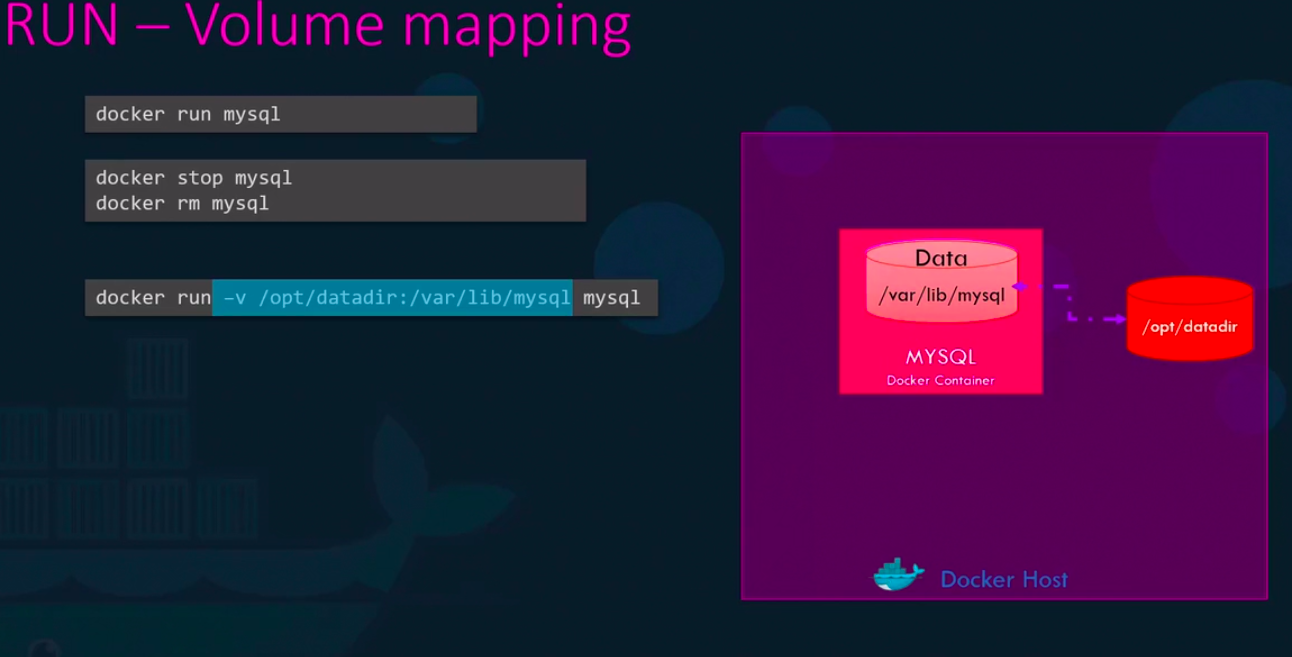 RUN – Volume mapping
docker run mysql
docker stop mysql
docker rm mysql
docker run –v /opt/datadir:/var/lib/mysql mysql
Data
/var/lib/mysql
MYSQL
Docker Container
/opt/datadir
Docker Host